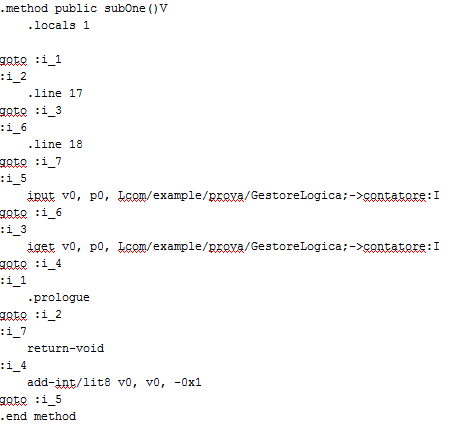 .method public subOne()V
.locals 1
goto :i_1
:i_2
.line 17
goto :i_3
:i_6
.line 18
goto :i_7
:i_5
iput v0, p0, Lcom/example/prova/GestoreLogica;->contatore:I
goto :i_6
:i_3
iget v0, p0, Lcom/example/prova/GestoreLogica;->contatore:I
goto :i_4
:i_1
.prologue
goto :i_2
:i_7
return-void
:i_4
add-int/lit8 v0, v0, -0x1
goto :i_5
.end method